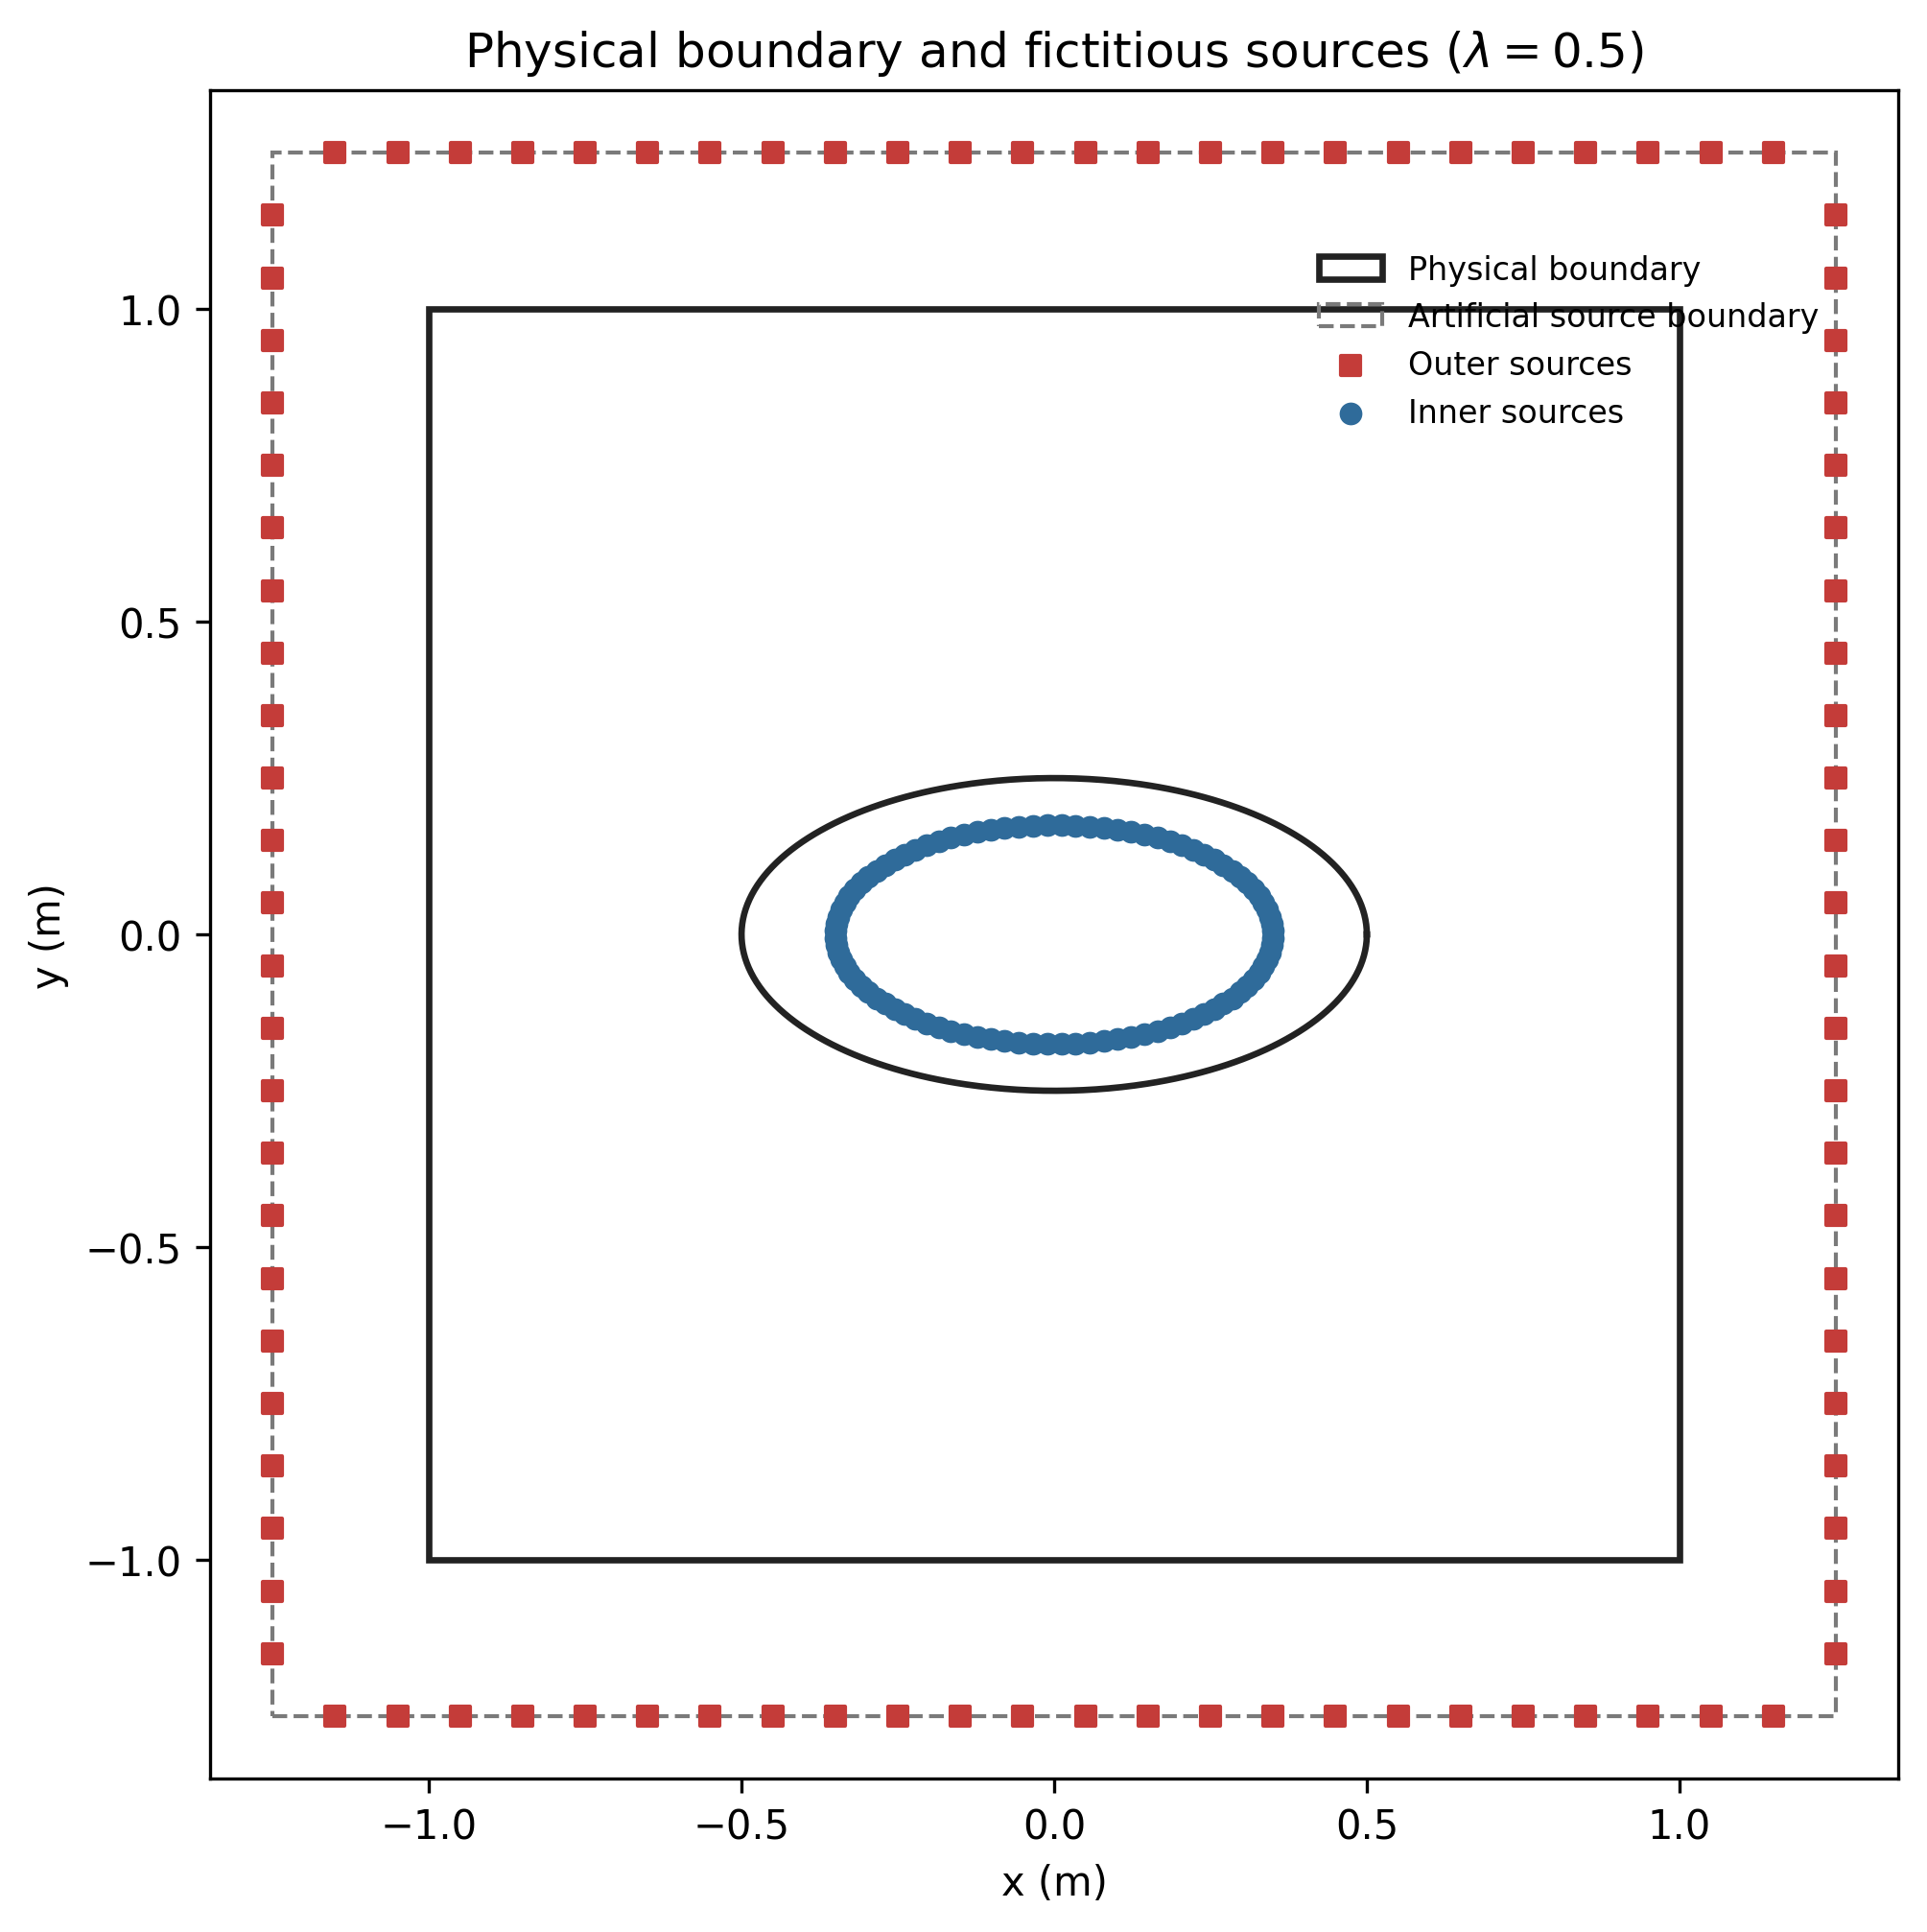 Physical boundary and fictitious sources (λ = 0.5)
Physical boundary
Artificial source boundary
Outer sources
Inner sources
1.0
0.5
0.0
−0.5
−1.0
y (m)
−1.0 −0.5 0.0 0.5 1.0
x (m)